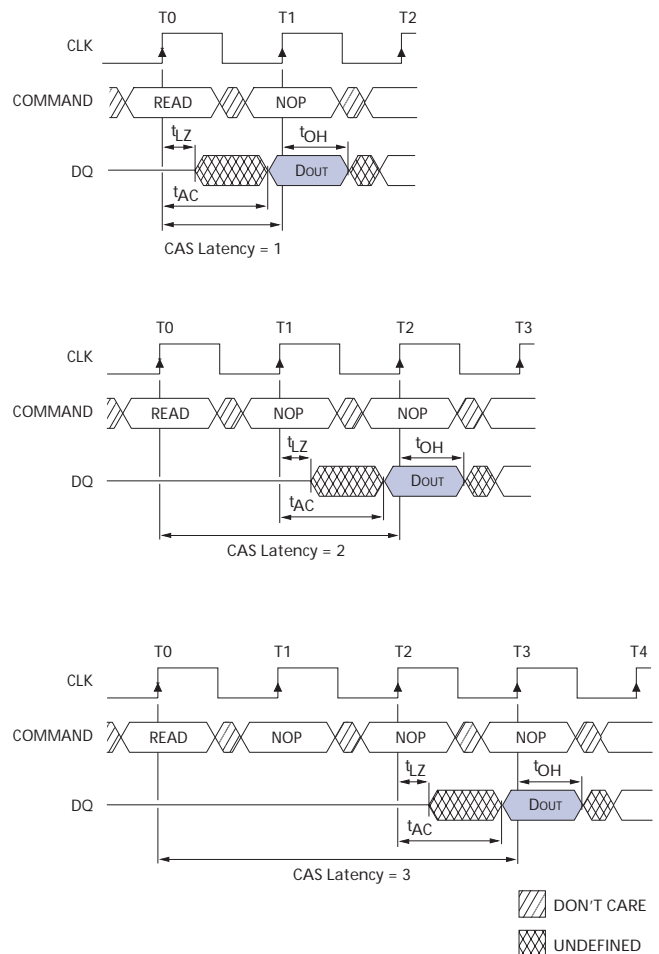 T0 T1 T2
CLK
COMMAND READ NOP
tLZ tOH
DQ DOUT
tAC
CAS Latency = 1
T0 T1 T2 T3
CLK
COMMAND READ NOP NOP
tLZ tOH
DQ DOUT
tAC
CAS Latency = 2
T0 T1 T2 T3 T4
CLK
COMMAND READ NOP NOP NOP
tLZ tOH
DQ DOUT
tAC
CAS Latency = 3
DON'T CARE
UNDEFINED